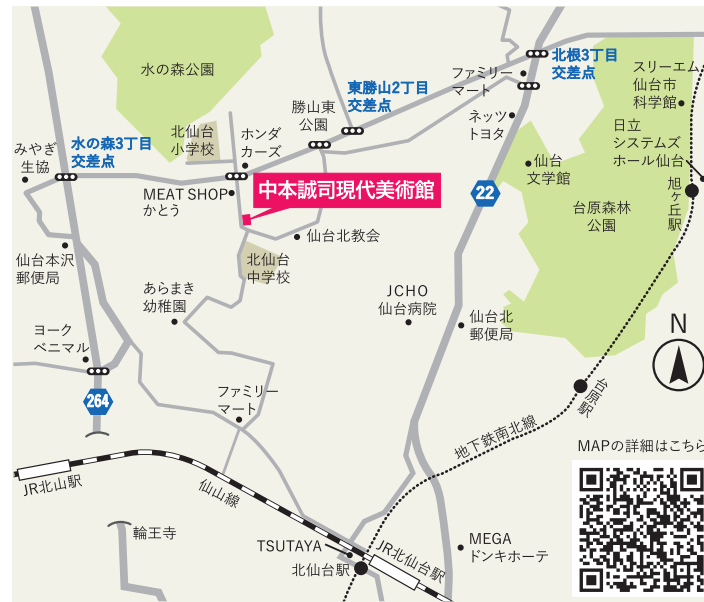 水の森公園
北仙台
小学校
ホンダ
カーズ
勝山東
公園
東勝山2丁目
交差点
ファミリー
マート
北根3丁目
交差点
スリーエム
仙台市
科学館
日立
システムズ
ホール仙台
旭ヶ丘駅
ネッツ
トヨタ
仙台
文学館
台原森林
公園
みやぎ
生協
水の森3丁目
交差点
MEAT SHOP
かとう
中本誠司現代美術館
22
仙台北教会
仙台本沢
郵便局
北仙台
中学校
あらまき
幼稚園
JCHO
仙台病院
仙台北
郵便局
N
ヨーク
ベニマル
264
ファミリー
マート
台原駅
地下鉄南北線
MAPの詳細はこちら
JR北山駅
仙山線
輪王寺
TSUTAYA
北仙台駅
JR北仙台駅
MEGA
ドンキホーテ